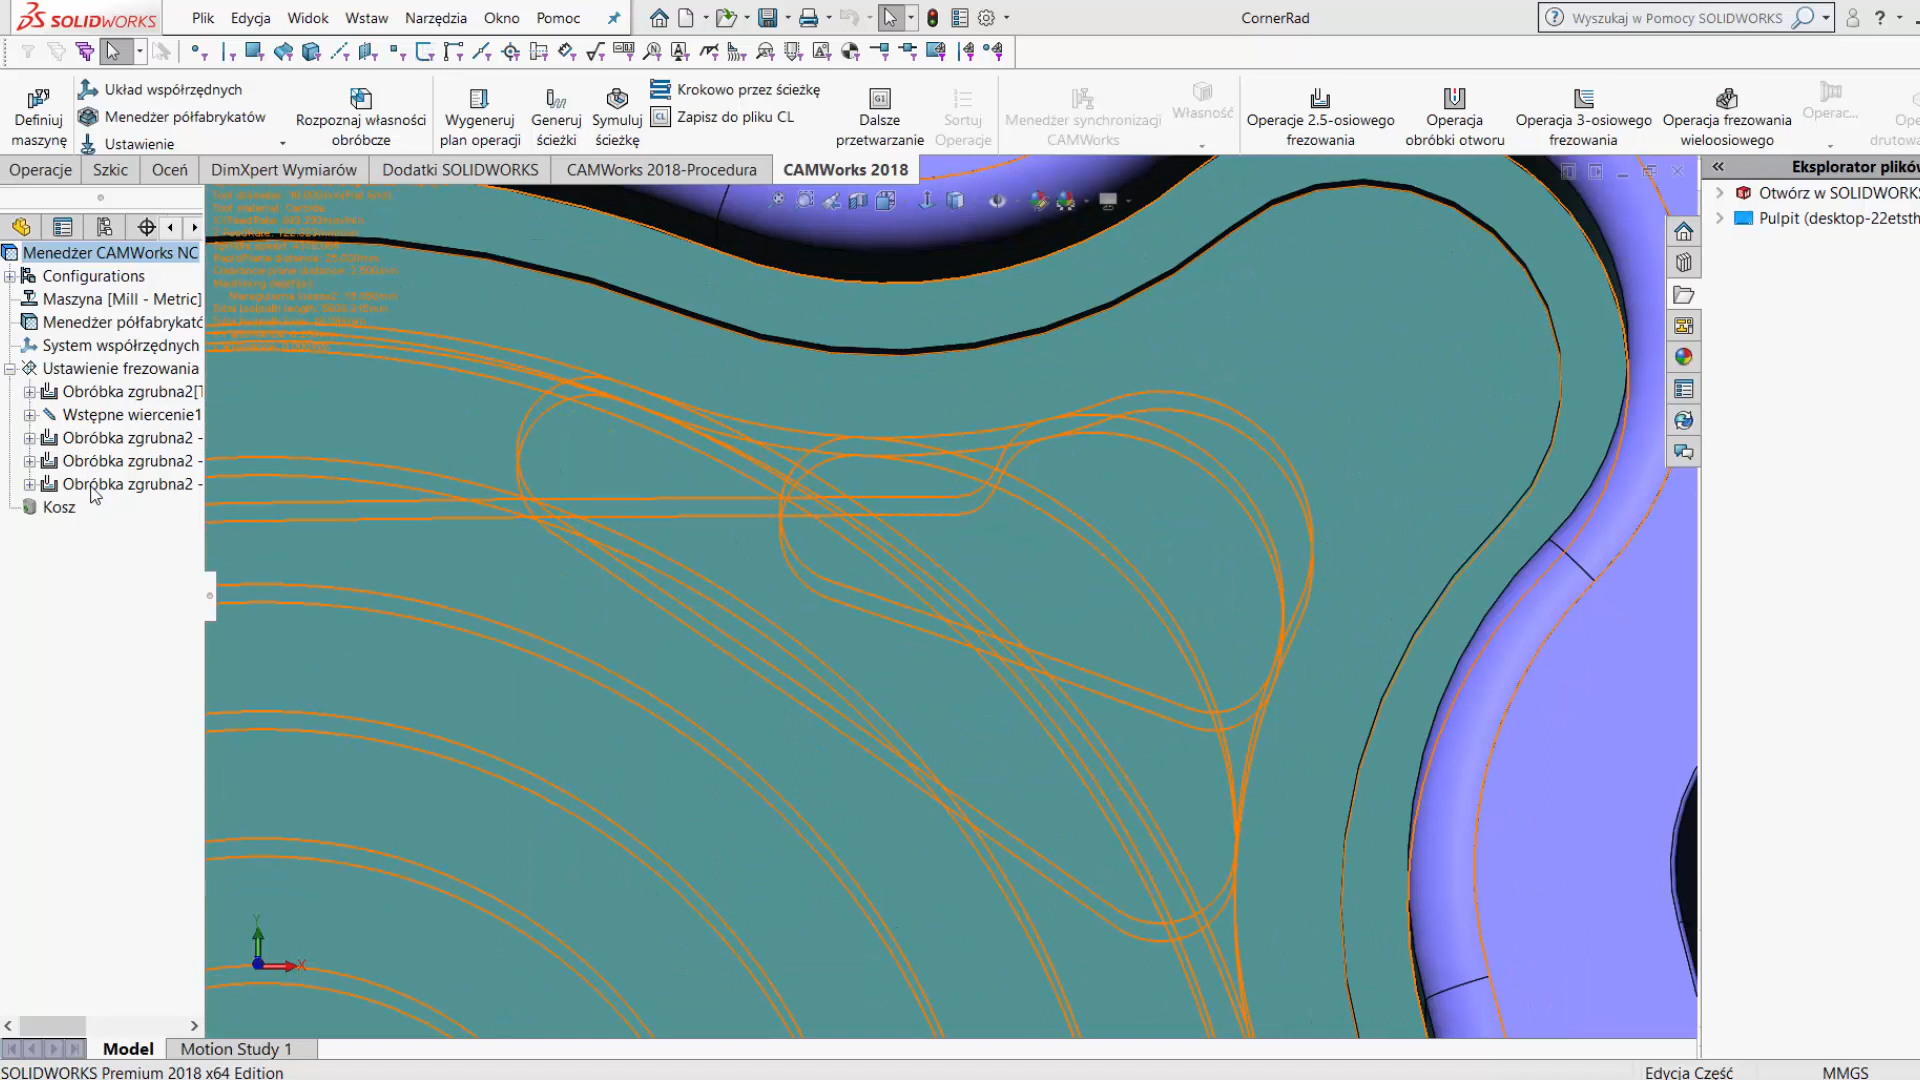 SOLIDWORKS
Plik Edycja Widok Wstaw Narzędzia Okno Pomoc
CornerRad
Wyszukaj w Pomocy SOLIDWORKS
Definiuj maszynę
Układ współrzędnych
Menedżer półfabrykatów
Ustawienie
Rozpoznaj własności obróbcze
Wygeneruj plan operacji
Generuj ścieżki
Symuluj ścieżkę
Krokowo przez ścieżkę
Zapisz do pliku CL
Dalsze przetwarzanie
Sortuj Operacje
Menedżer synchronizacji CAMWorks
Własność
Operacje 2.5-osiowego frezowania
Operacja obróbki otworu
Operacja 3-osiowego frezowania
Operacja frezowania wieloosiowego
Operac...
Operacje Szkic Oceń DimXpert Wymiarów Dodatki SOLIDWORKS CAMWorks 2018-Procedura CAMWorks 2018
Eksplorator plików
Otwórz w SOLIDWORKS
Pulpit (desktop-22etsth
Menedżer CAMWorks NC
Configurations
Maszyna [Mill - Metric]
Menedżer półfabrykató
System współrzędnych
Ustawienie frezowania
Obróbka zgrubna2[T
Wstępne wiercenie1
Obróbka zgrubna2 -
Obróbka zgrubna2 -
Obróbka zgrubna2 -
Kosz
Y
X
Model Motion Study 1
SOLIDWORKS Premium 2018 x64 Edition
Edycja Część
MMGS